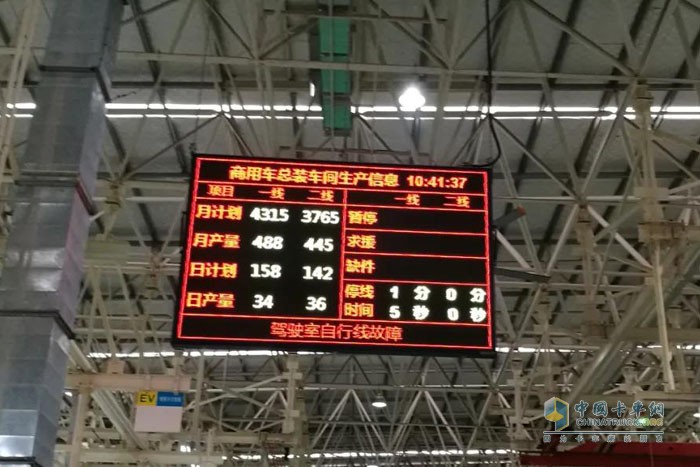 商用车总装车间生产信息 10:41:37
项目 一线 二线 一线 二线
月计划 4315 3765 暂停
月产量 488 445 求援
日计划 158 142 缺件
日产量 34 36 停线时间 1 分 5 秒 0 分 0 秒
驾驶室自行线故障
EV
中国卡车网
CHINATRUCK.ORG